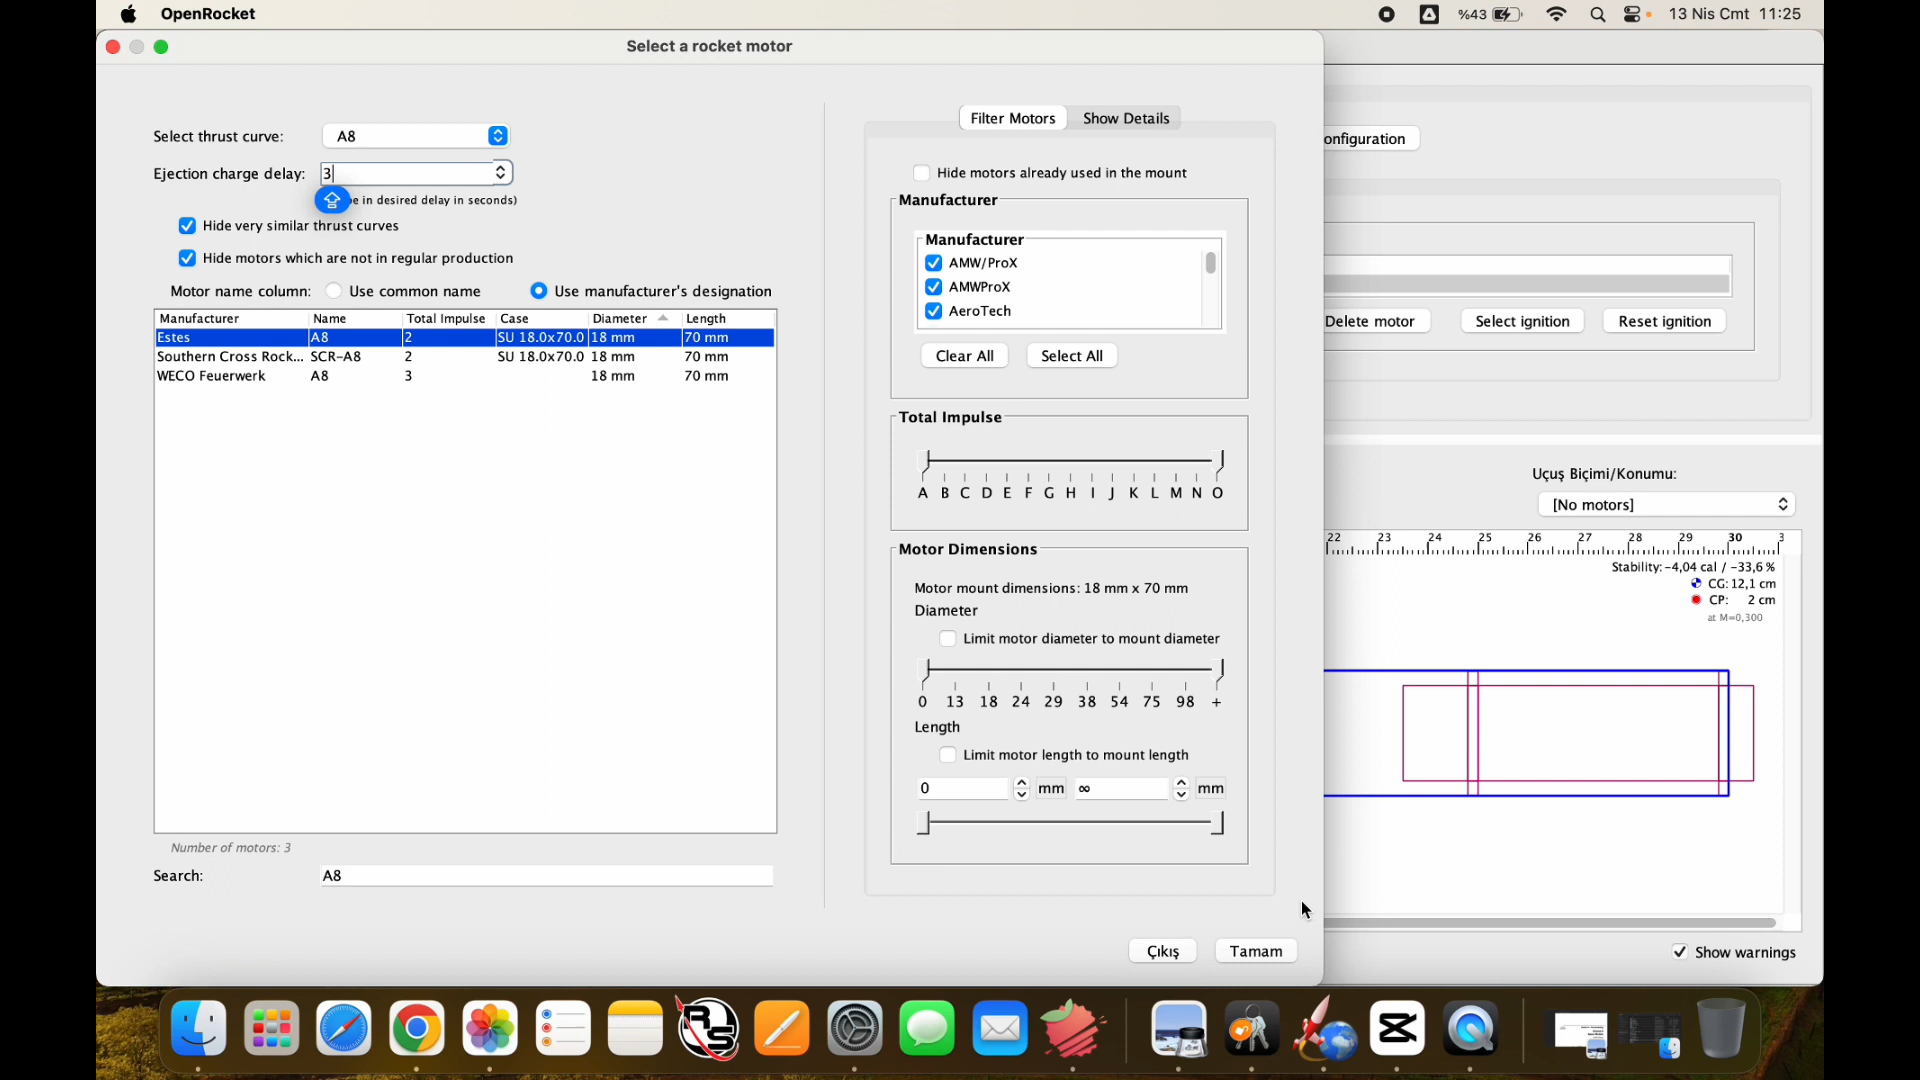 OpenRocket
%43
13 Nis Cmt 11:25
Select a rocket motor
Select thrust curve: A8
Ejection charge delay: 3
in desired delay in seconds)
Hide very similar thrust curves
Hide motors which are not in regular production
Motor name column: Use common name Use manufacturer's designation
Manufacturer Name Total Impulse Case Diameter Length
Estes A8 2 SU 18.0x70.0 18 mm 70 mm
Southern Cross Rock... SCR-A8 2 SU 18.0x70.0 18 mm 70 mm
WECO Feuerwerk A8 3 18 mm 70 mm
Number of motors: 3
Search: A8
Filter Motors Show Details
Hide motors already used in the mount
Manufacturer
Manufacturer
AMW/ProX
AMWProX
AeroTech
Clear All Select All
Total Impulse
A B C D E F G H I J K L M N O
Motor Dimensions
Motor mount dimensions: 18 mm x 70 mm
Diameter
Limit motor diameter to mount diameter
0 13 18 24 29 38 54 75 98 +
Length
Limit motor length to mount length
0 mm ∞ mm
Çıkış Tamam
onfiguration
Delete motor Select ignition Reset ignition
Uçuş Biçimi/Konumu:
[No motors]
22 23 24 25 26 27 28 29 30 3
Stability:-4,04 cal / -33,6 %
CG: 12,1 cm
CP: 2 cm
at M=0,300
Show warnings
RS